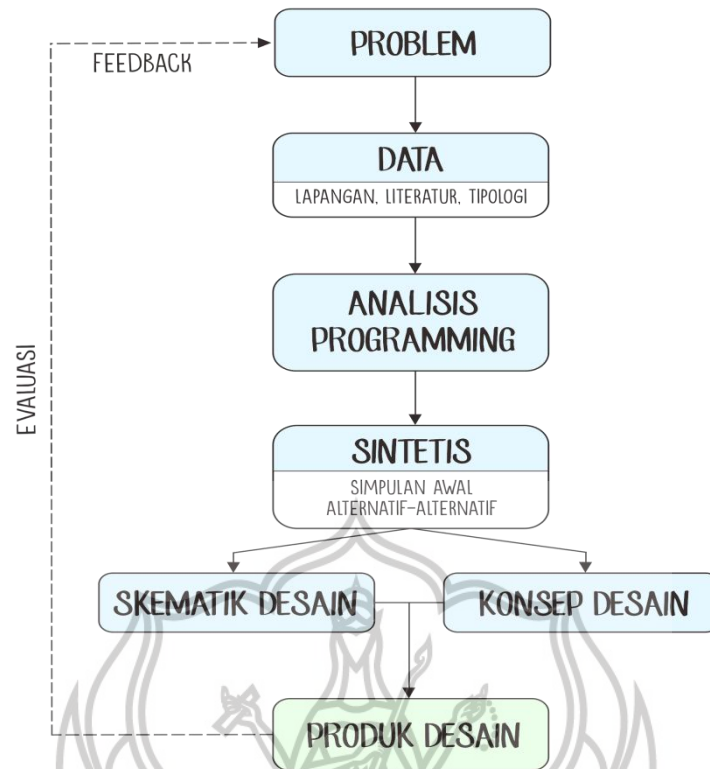 PROBLEM
FEEDBACK
DATA
LAPANGAN, LITERATUR, TIPOLOGI
ANALISIS
PROGRAMMING
EVALUASI
SINTETIS
SIMPULAN AWAL
ALTERNATIF-ALTERNATIF
SKEMATIK DESAIN
KONSEP DESAIN
PRODUK DESAIN